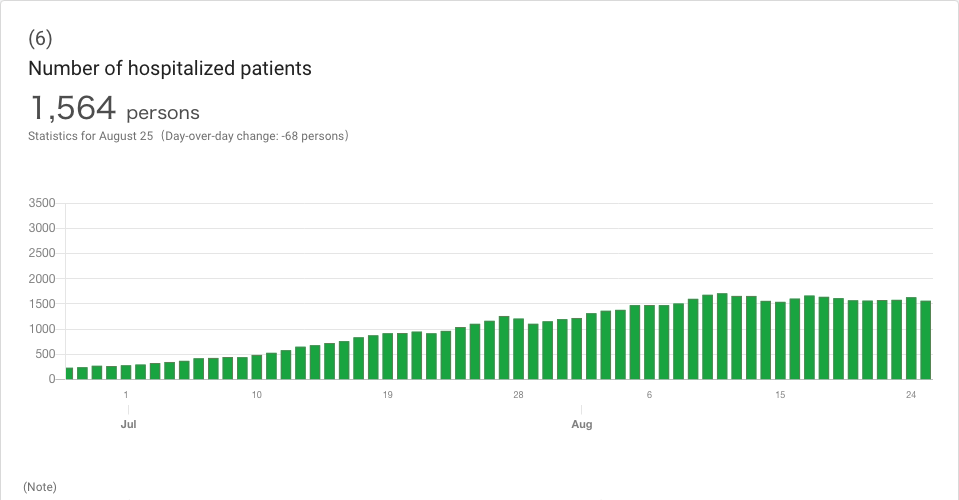 (6)
Number of hospitalized patients
1,564 persons
Statistics for August 25（Day-over-day change: -68 persons）
3500
3000
2500
2000
1500
1000
500
0
1 10 19 28 6 15 24
Jul Aug
(Note)